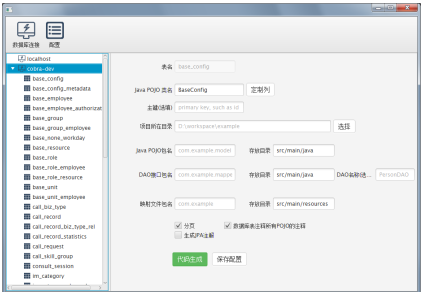 数据库连接 配置
localhost
cobra-dev
base_config
base_config_metadata
base_employee
base_employee_authorizat
base_group
base_group_employee
base_none_workday
base_resource
base_role
base_role_employee
base_role_resource
base_unit
base_unit_employee
call_biz_type
call_record
call_record_biz_type_rel
call_record_statistics
call_request
call_skill_group
consult_session
im_category
表名 base_config
Java POJO 类名 BaseConfig 定制列
主键(选填) primary key, such as id
项目所在目录 D:\workspace\example 选择
Java POJO包名 com.example.model 存放目录 src/main/java
DAO接口包名 com.example.mappe 存放目录 src/main/java DAO名称(选... PersonDAO
映射文件包名 com.example 存放目录 src/main/resources
分页 数据库表注释所有POJO的注释
生成JPA注解
代码生成 保存配置